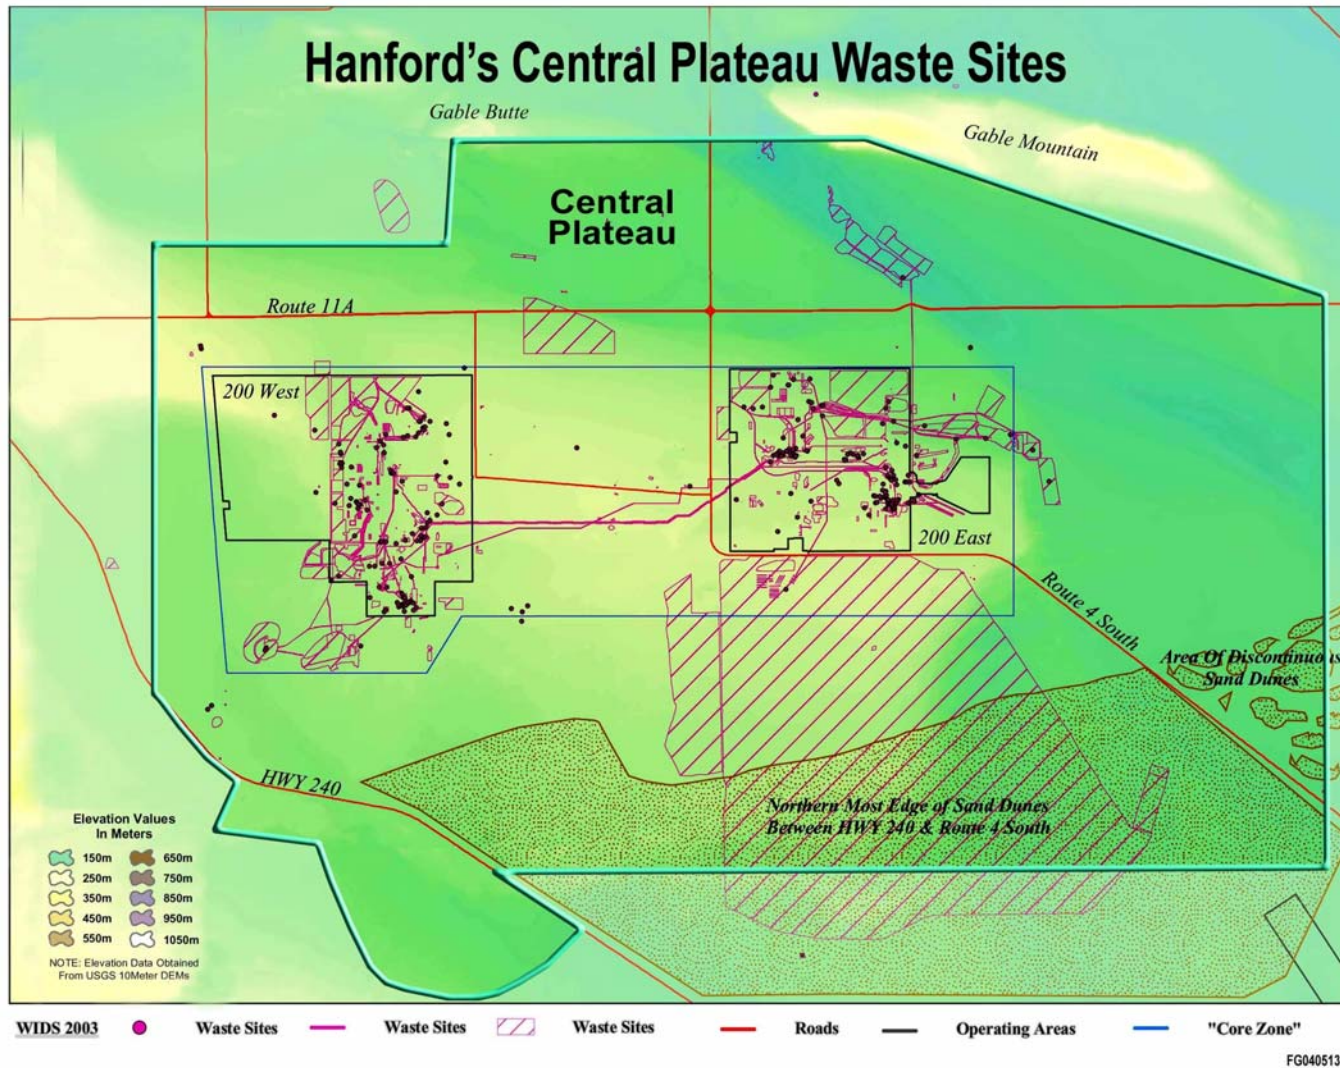 Hanford's Central Plateau Waste Sites
Gable Butte
Gable Mountain
Central
Plateau
Route 11A
200 West
200 East
Route 4 South
Area Of Discontinuous
Sand Dunes
HWY 240
Northern Most Edge of Sand Dunes
Between HWY 240 & Route 4 South
Elevation Values
In Meters
150m 650m
250m 750m
350m 850m
450m 950m
550m 1050m
NOTE: Elevation Data Obtained
From USGS 10Meter DEMs
WIDS 2003 Waste Sites Waste Sites Waste Sites Roads Operating Areas "Core Zone"
FG040513